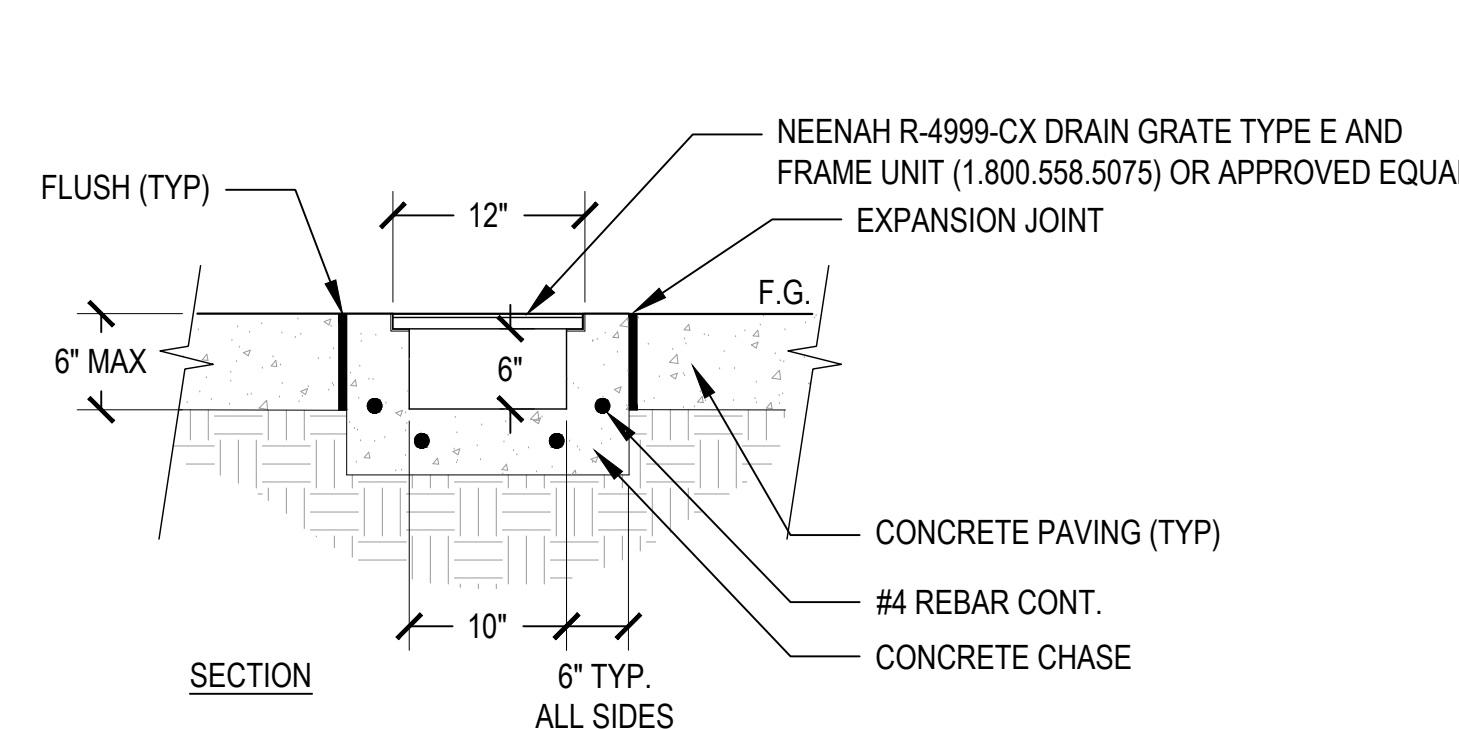 NEENAH R-4999-CX DRAIN GRATE TYPE E AND
FRAME UNIT (1.800.558.5075) OR APPROVED
FLUSH (TYP)
12"
EXPANSION JOINT
F.G.
6" MAX
6"
CONCRETE PAVING (TYP)
#4 REBAR CONT.
10"
CONCRETE CHASE
SECTION
6" TYP.
ALL SIDES